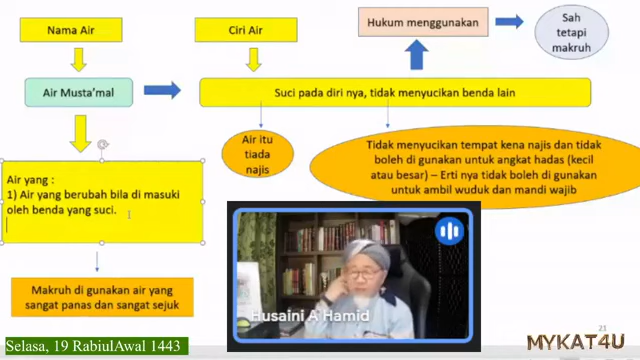 Nama Air
Ciri Air
Hukum menggunakan
Sah
tetapi
makruh
Air Musta'mal
Suci pada diri nya, tidak menyucikan benda lain
Air itu
tiada
najis
Tidak menyucikan tempat kena najis dan tidak
boleh di gunakan untuk angkat hadas (kecil
atau besar) – Erti nya tidak boleh di gunakan
untuk ambil wuduk dan mandi wajib
Air yang :
1) Air yang berubah bila di masuki
oleh benda yang suci.
Makruh di gunakan air yang
sangat panas dan sangat sejuk
Husaini A Hamid
21
MYKAT4U
Selasa, 19 RabiulAwal 1443